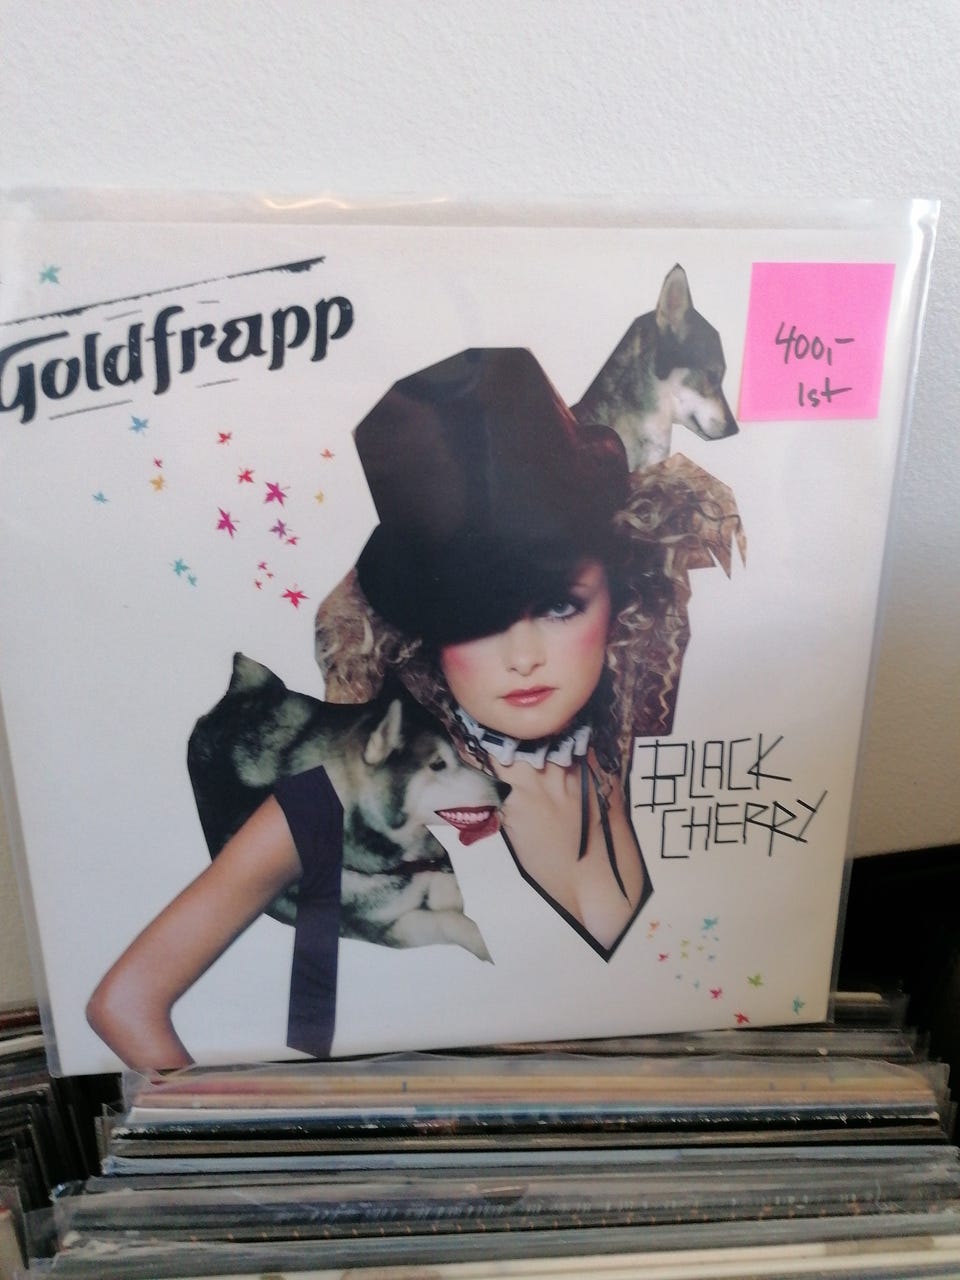 Goldfrapp
400,-
1st
BLACK
CHERRY